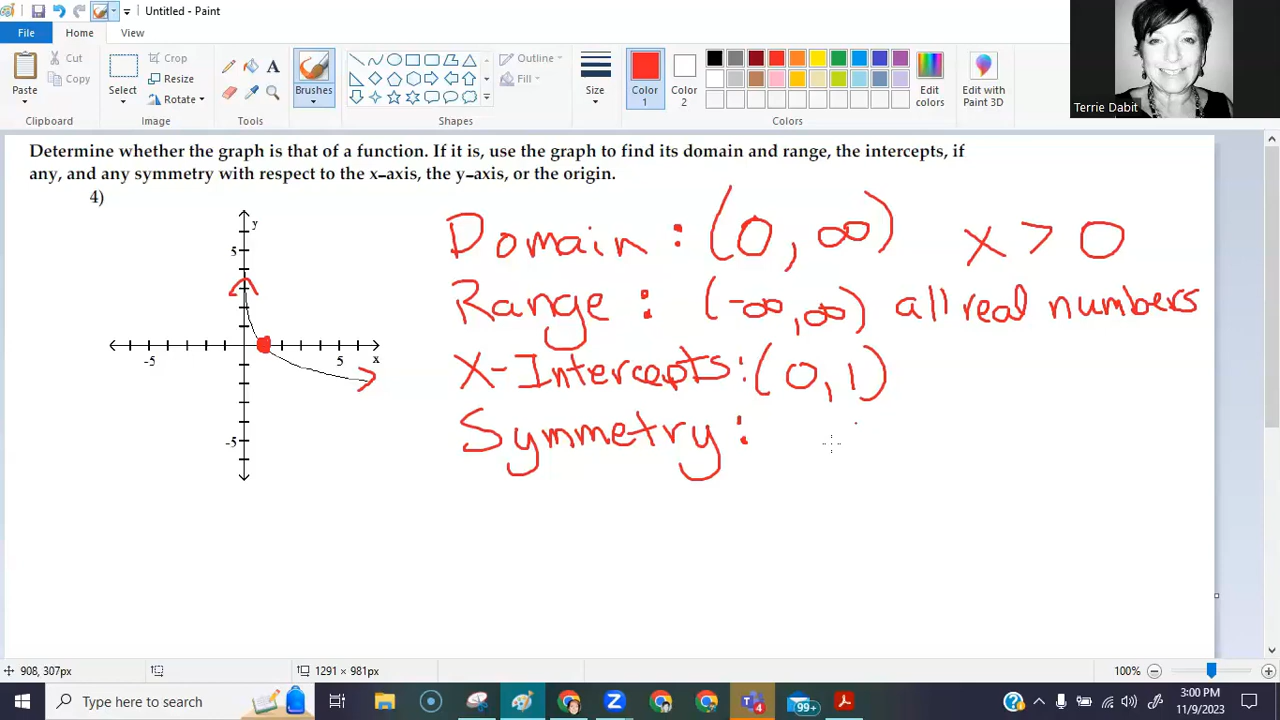 Untitled - Paint
File Home View
Paste Cut Copy Clipboard
Select Crop Resize Rotate Image
Tools
Brushes
Outline Fill Shapes
Size
Color 1 Color 2 Edit colors Edit with Paint 3D Colors
Terrie Dabit
Determine whether the graph is that of a function. If it is, use the graph to find its domain and range, the intercepts, if
any, and any symmetry with respect to the x-axis, the y-axis, or the origin.
4)
y
5
-5 5 x
-5
Domain : (0, ∞) x > 0
Range : (-∞, ∞) all real numbers
X-Intercepts: (0,1)
Symmetry :
908, 307px 1291 × 981px 100%
Type here to search
4
99+
3:00 PM
11/9/2023